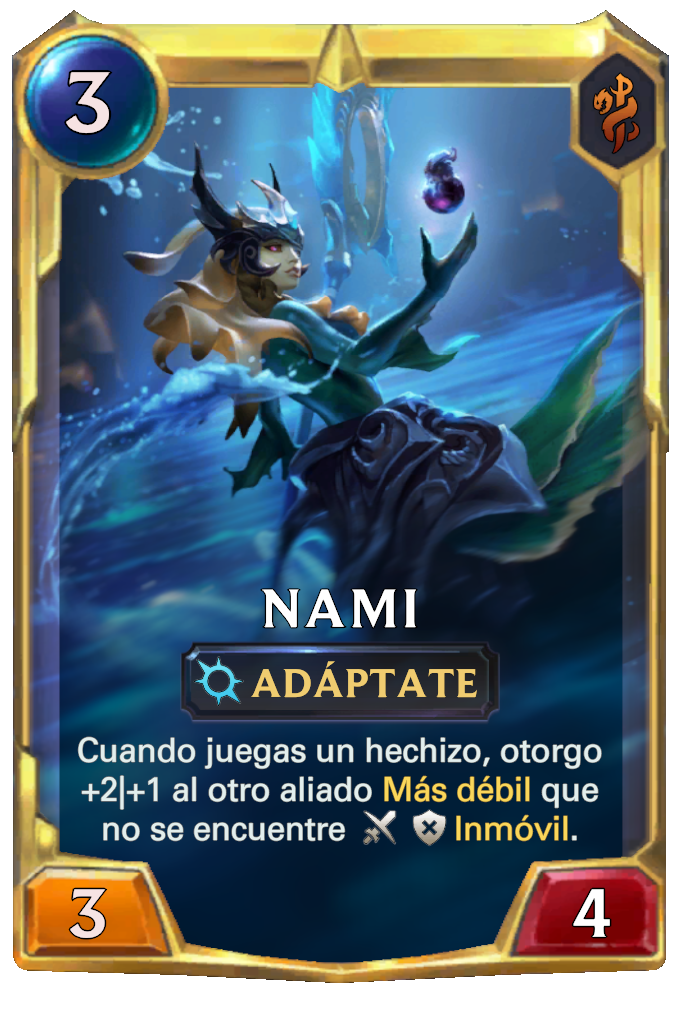 3
NAMI
ADÁPTATE
Cuando juegas un hechizo, otorgo
+2|+1 al otro aliado Más débil que
no se encuentre Inmóvil.
3
4